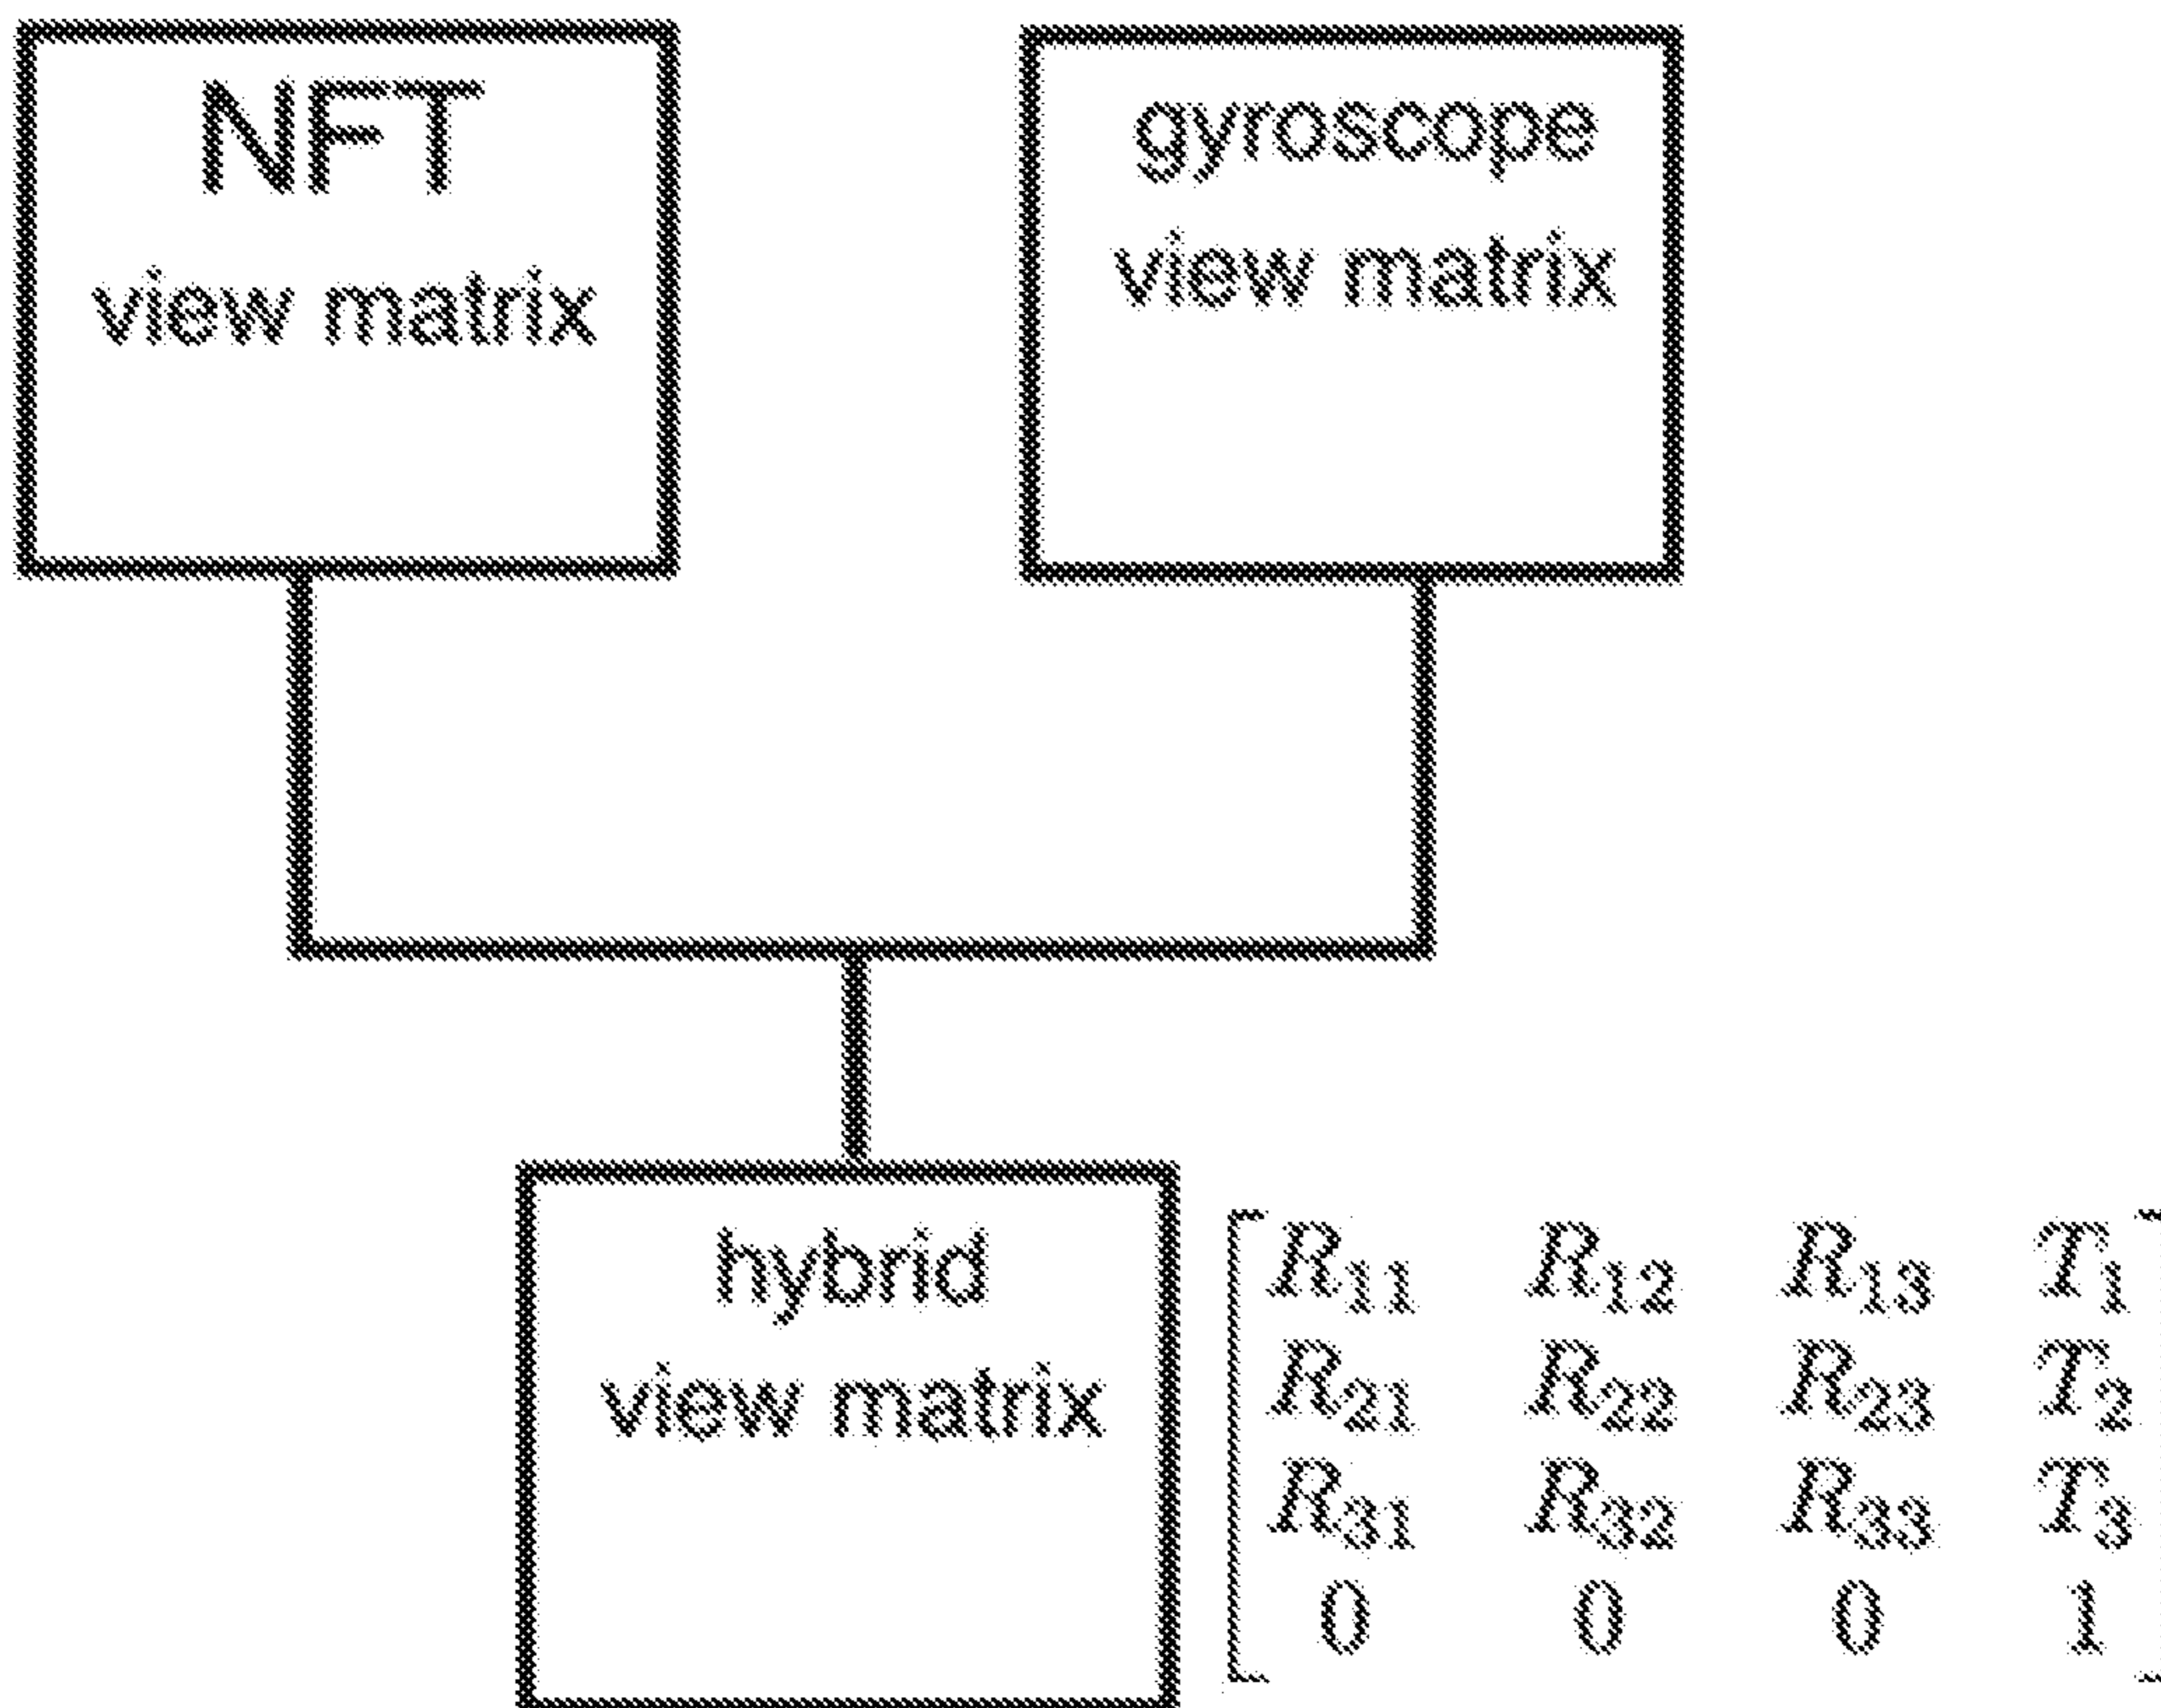 NFT
view matrix
gyroscope
view matrix
hybrid
view matrix
R₁₁ R₁₂ R₁₃ T₁
R₂₁ R₂₂ R₂₃ T₂
R₃₁ R₃₂ R₃₃ T₃
0 0 0 1